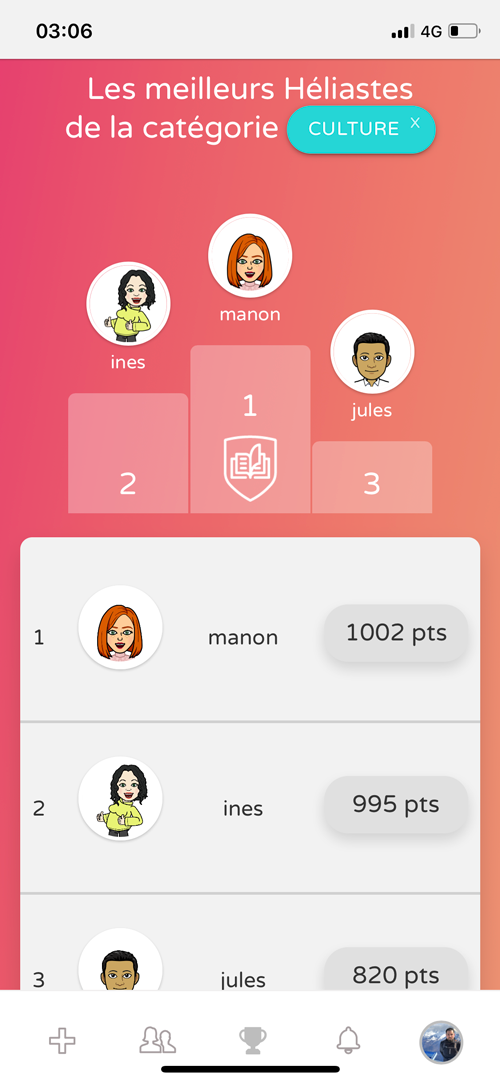 03:06
4G
Les meilleurs Héliastes
de la catégorie CULTURE X
manon
ines
jules
1
2
3
1 manon 1002 pts
2 ines 995 pts
3 jules 820 pts